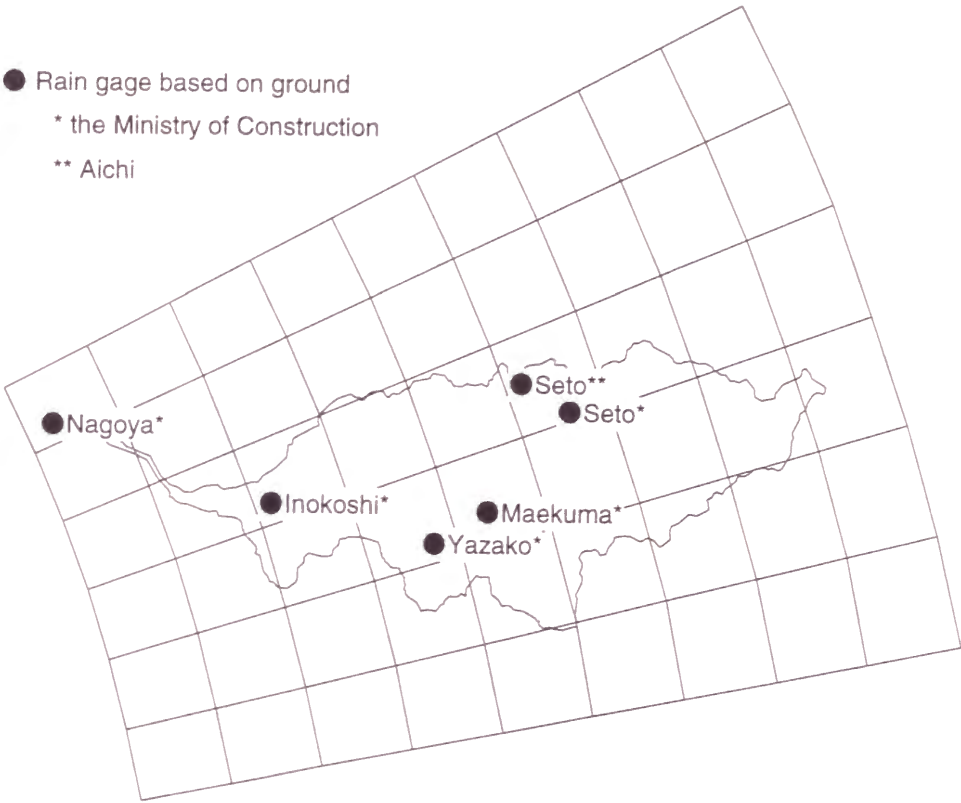 Rain gage based on ground
* the Ministry of Construction
** Aichi
Seto**
Seto*
Nagoya*
Inokoshi*
Maekuma*
Yazako*